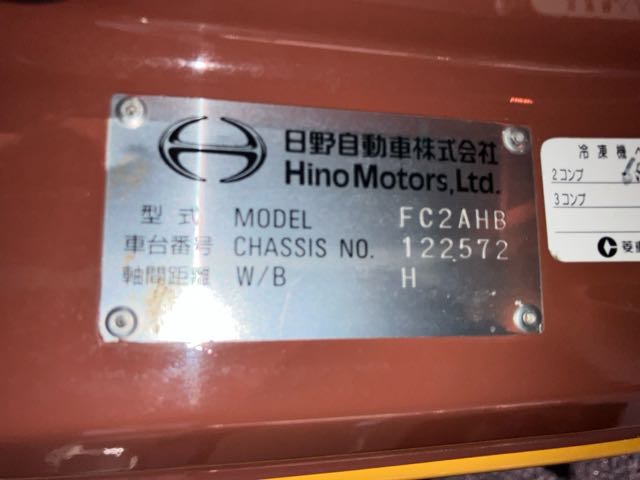 日野自動車株式会社
Hino Motors, Ltd.
型式 MODEL FC2AHB
車台番号 CHASSIS NO. 122572
軸間距離 W/B H
冷凍機
2コンプ
3コンプ
菱